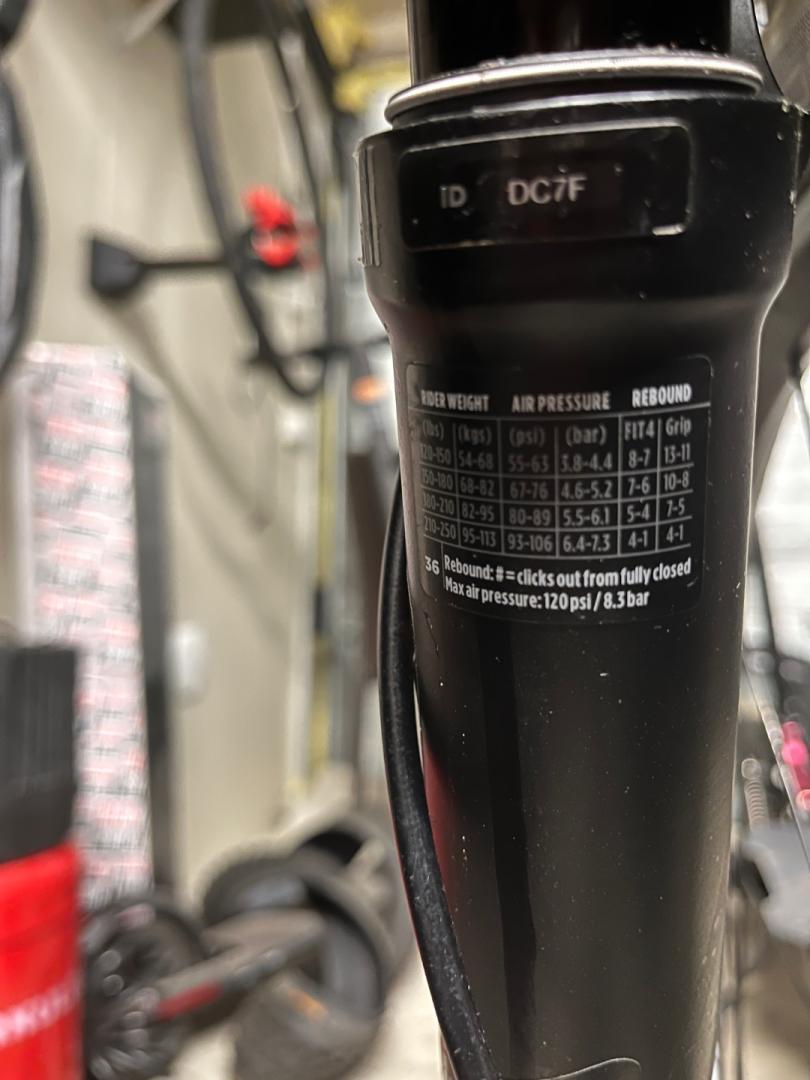 ID DC7F
RIDER WEIGHT AIR PRESSURE REBOUND
(lbs) (kgs) (psi) (bar) FIT4 Grip
120-150 54-68 55-63 3.8-4.4 8-7 13-11
150-180 68-82 67-76 4.6-5.2 7-6 10-8
180-210 82-95 80-89 5.5-6.1 5-4 7-5
210-250 95-113 93-106 6.4-7.3 4-1 4-1
36 Rebound: # = clicks out from fully closed
Max air pressure: 120 psi / 8.3 bar